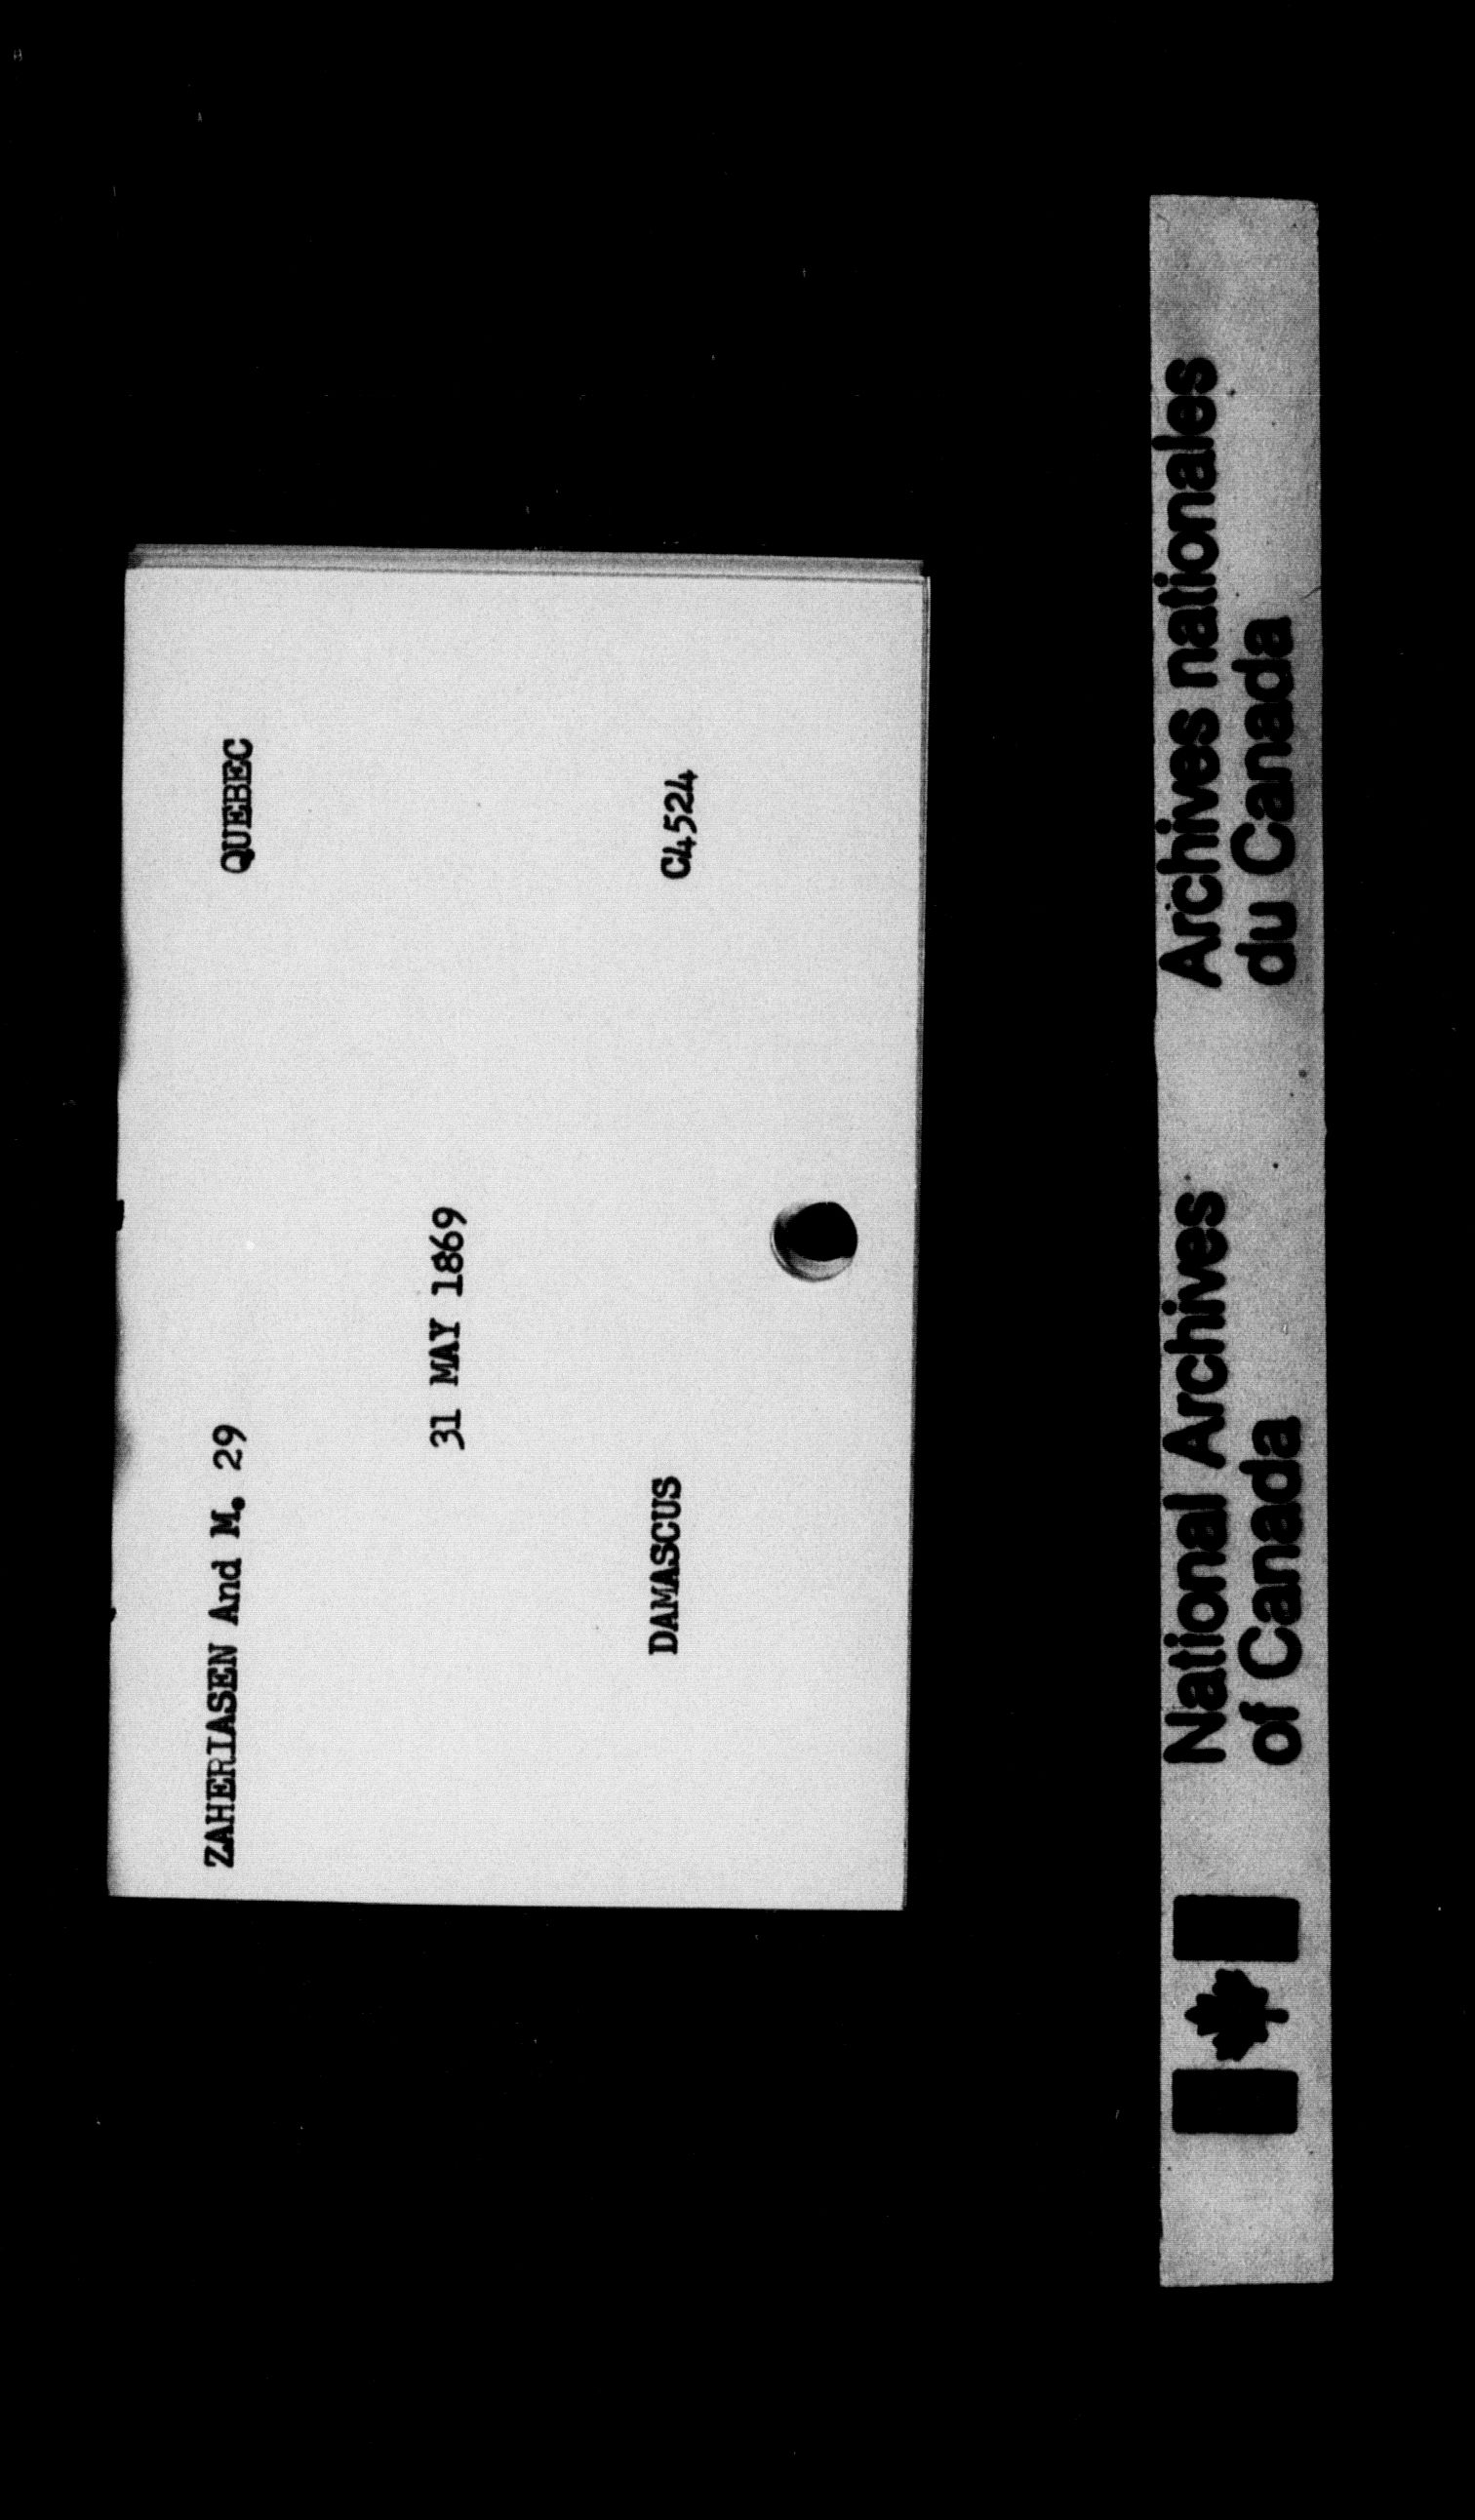 ZAHERIASEN And M. 29 QUEBEC
31 MAY 1869
DAMASCUS C4524
National Archives
of Canada
Archives nationales
du Canada